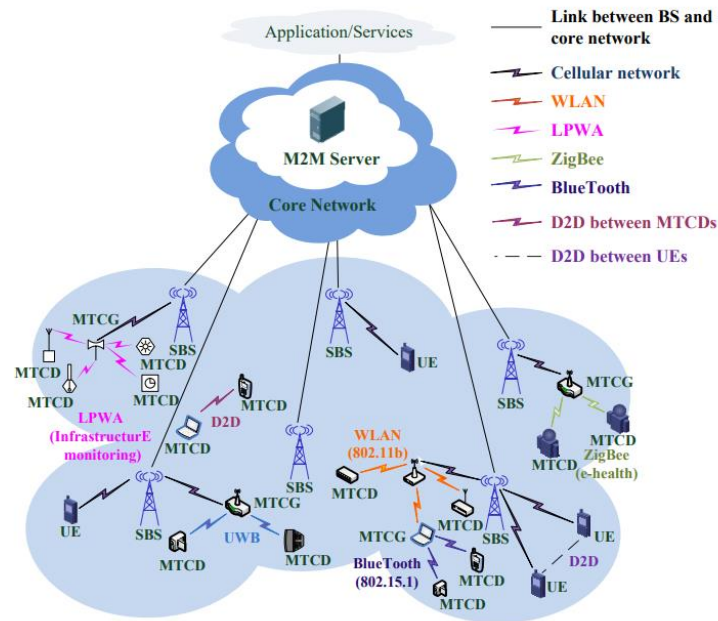 Application/Services
M2M Server
Core Network
Link between BS and
core network
Cellular network
WLAN
LPWA
ZigBee
BlueTooth
D2D between MTCDs
D2D between UEs
MTCG
SBS
MTCD
MTCD
MTCD
MTCD
LPWA
(InfrastructurE
monitoring)
MTCD
D2D
MTCD
SBS
UE
SBS
SBS
MTCG
MTCD
MTCD
ZigBee
(e-health)
UE
SBS
MTCG
UWB
MTCD
MTCD
WLAN
(802.11b)
MTCD
MTCD
SBS
MTCG
BlueTooth
(802.15.1)
MTCD
MTCD
UE
D2D
UE